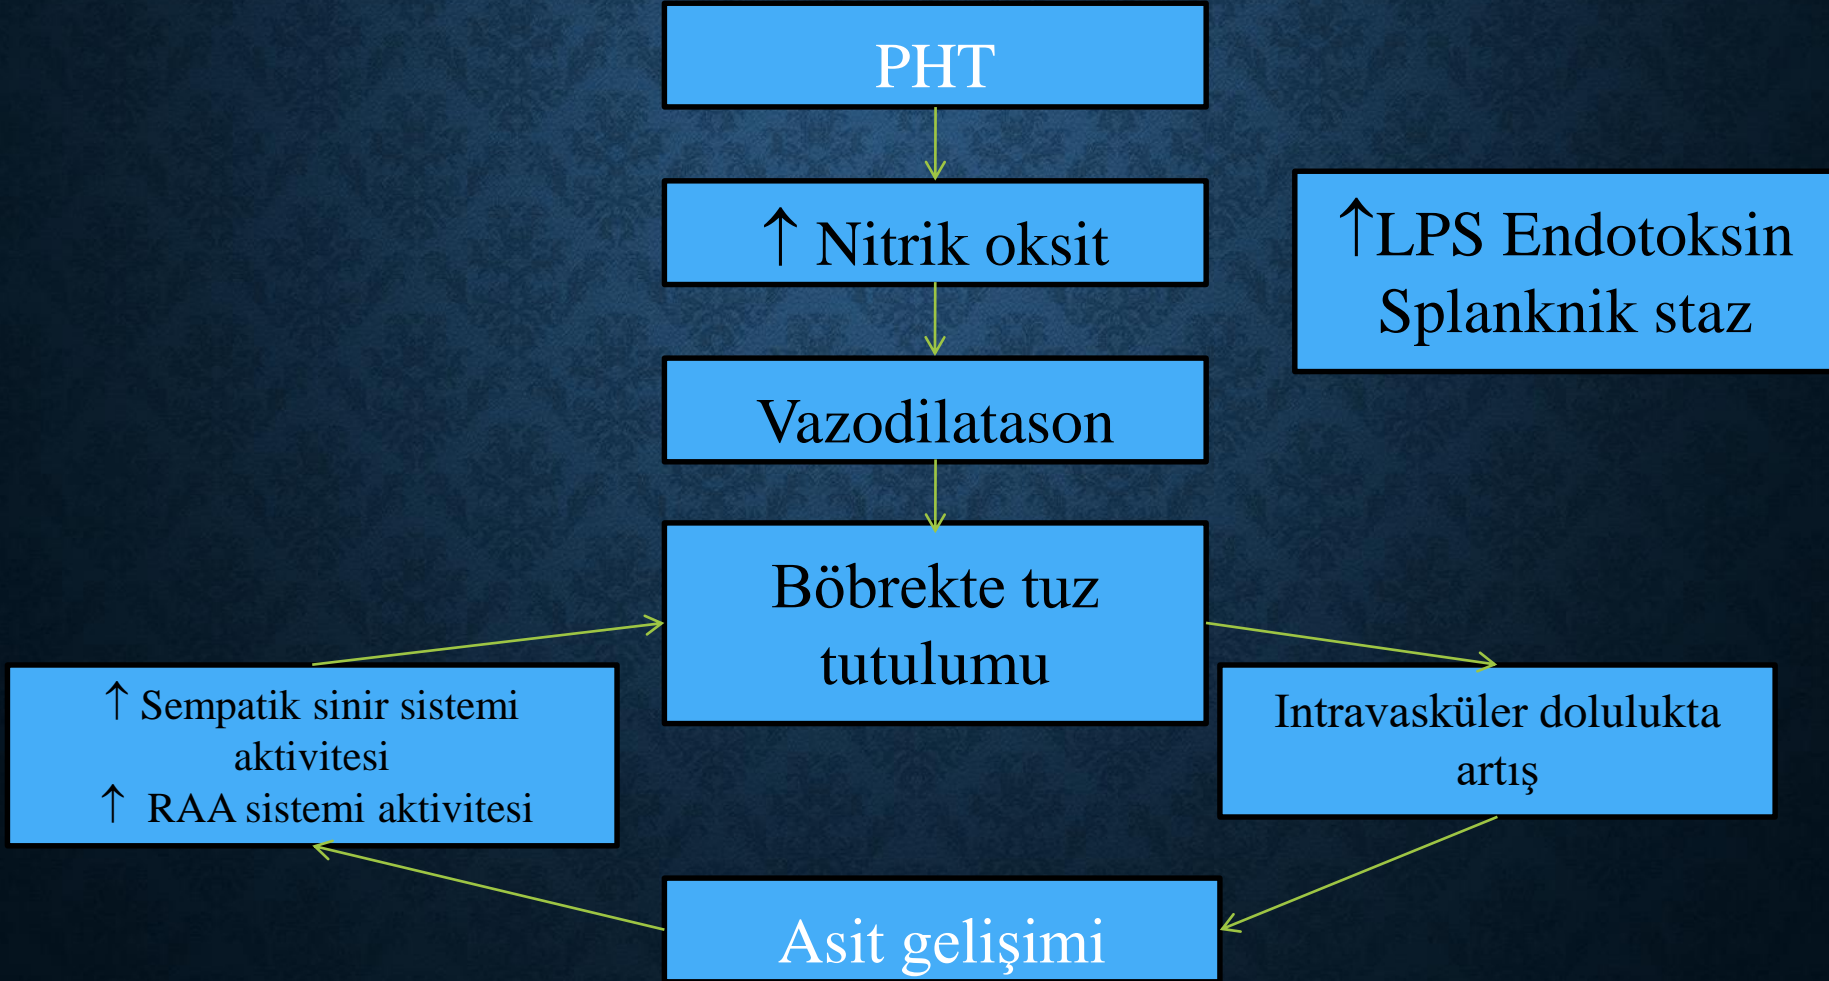 PHT
↑ Nitrik oksit
↑LPS Endotoksin
Splanknik staz
Vazodilatason
Böbrekte tuz
tutulumu
↑ Sempatik sinir sistemi
aktivitesi
↑ RAA sistemi aktivitesi
Intravasküler dolulukta
artış
Asit gelişimi